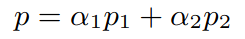 p = α₁p₁ + α₂p₂